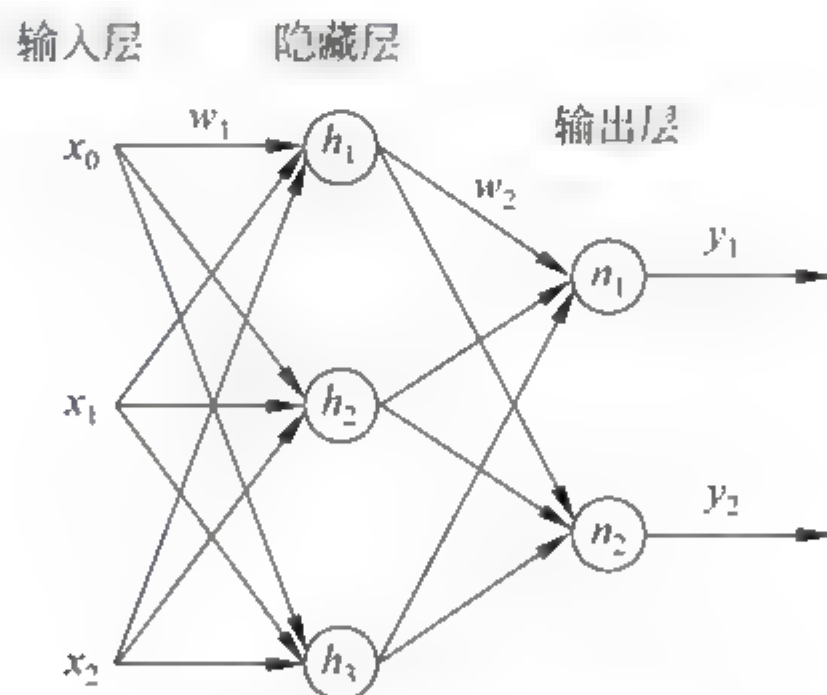 输入层 隐藏层
输出层
x₀ w₁ h₁
w₂
n₁ y₁
x₁ h₂
n₂ y₂
x₂ h₃